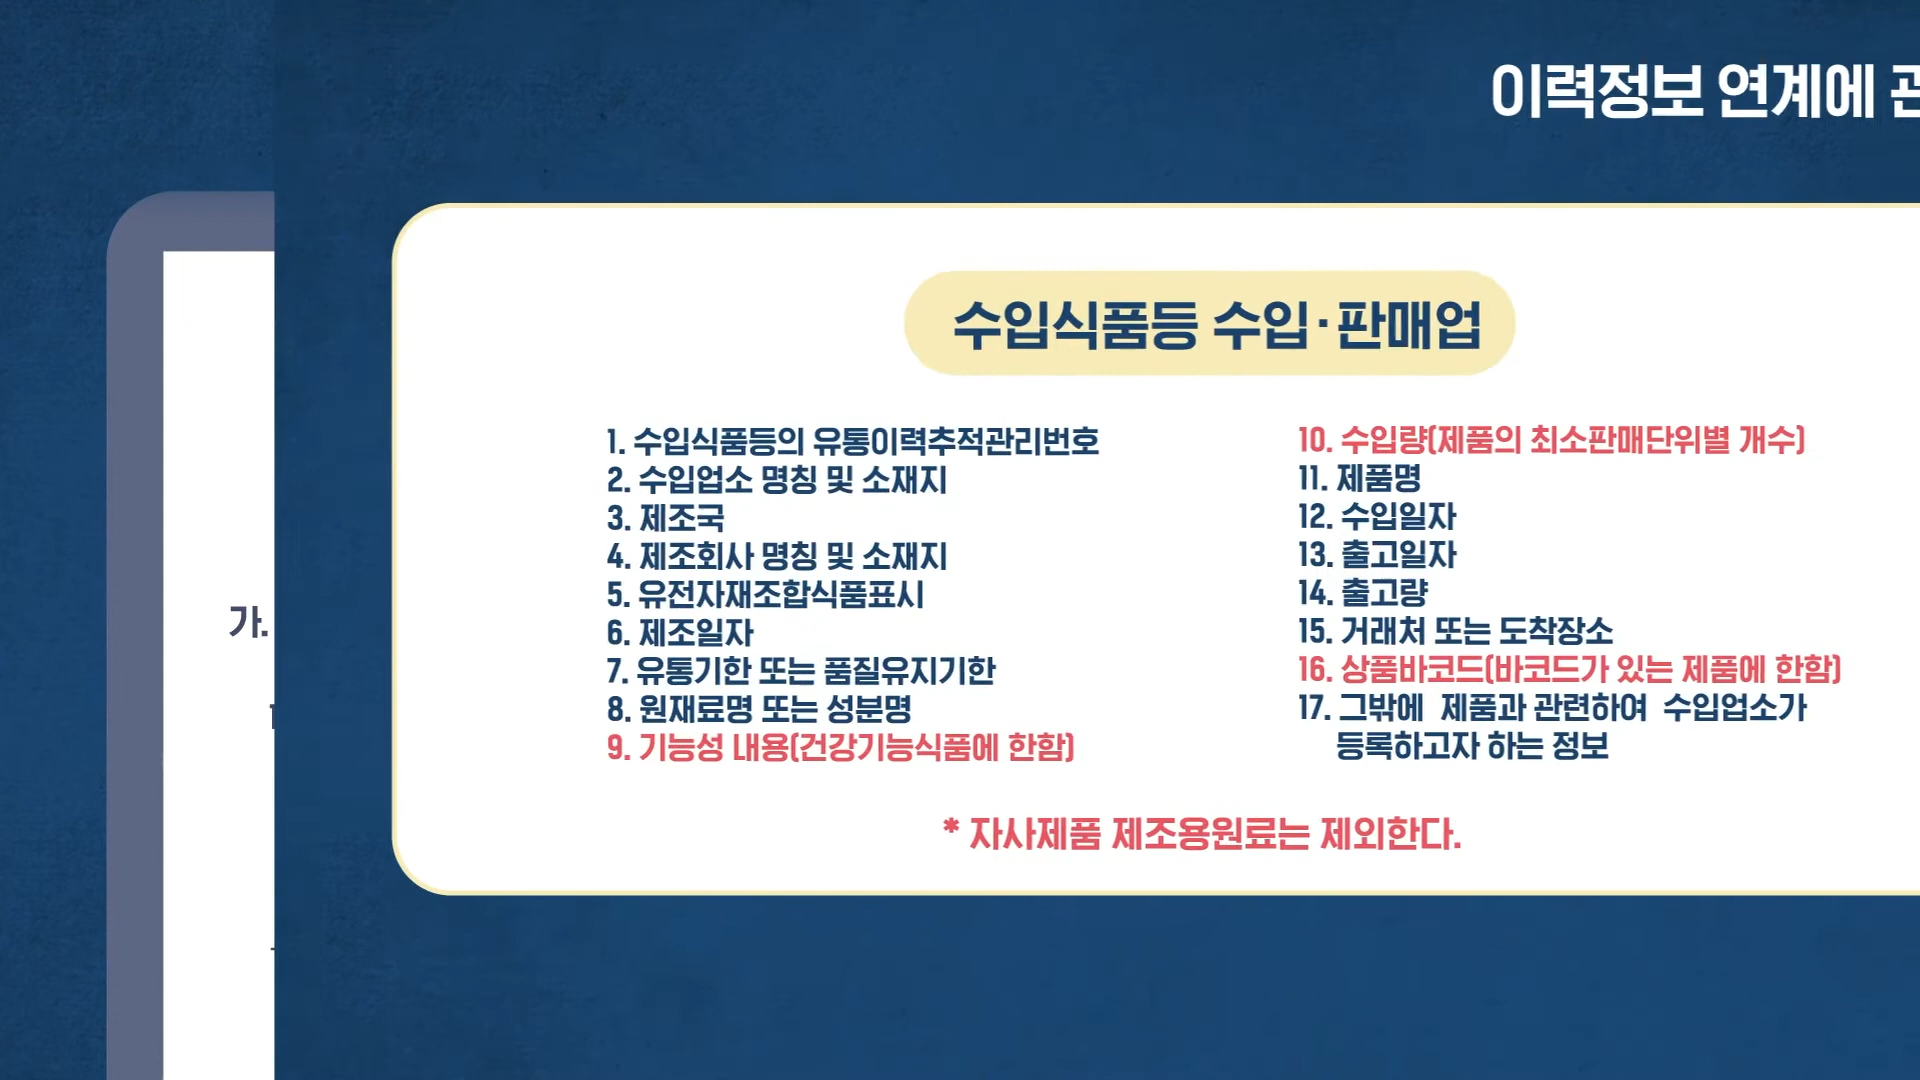 이력정보 연계에
수입식품등 수입·판매업
1. 수입식품등의 유통이력추적관리번호
2. 수입업소 명칭 및 소재지
3. 제조국
4. 제조회사 명칭 및 소재지
5. 유전자재조합식품표시
6. 제조일자
7. 유통기한 또는 품질유지기한
8. 원재료명 또는 성분명
9. 기능성 내용(건강기능식품에 한함)
10. 수입량(제품의 최소판매단위별 개수)
11. 제품명
12. 수입일자
13. 출고일자
14. 출고량
15. 거래처 또는 도착장소
16. 상품바코드(바코드가 있는 제품에 한함)
17. 그밖에 제품과 관련하여 수입업소가
등록하고자 하는 정보
* 자사제품 제조용원료는 제외한다.
가.